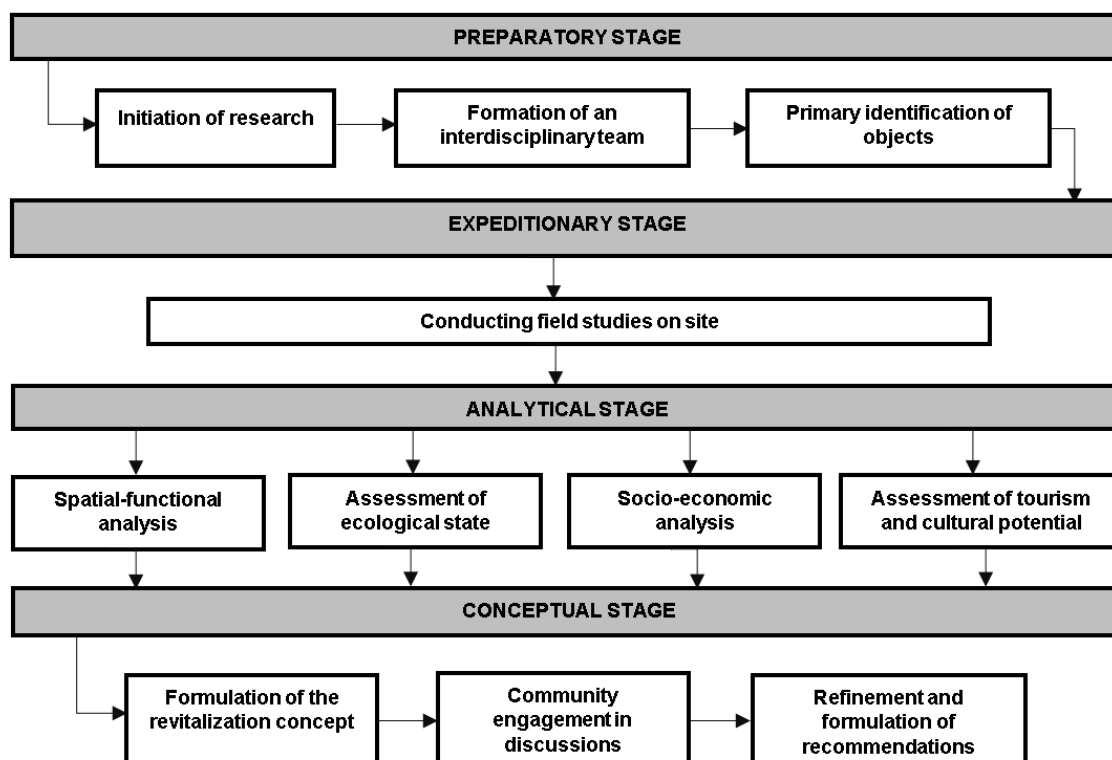 PREPARATORY STAGE
Initiation of research
Formation of an
interdisciplinary team
Primary identification of
objects
EXPEDITIONARY STAGE
Conducting field studies on site
ANALYTICAL STAGE
Spatial-functional
analysis
Assessment of
ecological state
Socio-economic
analysis
Assessment of tourism
and cultural potential
CONCEPTUAL STAGE
Formulation of the
revitalization concept
Community
engagement in
discussions
Refinement and
formulation of
recommendations